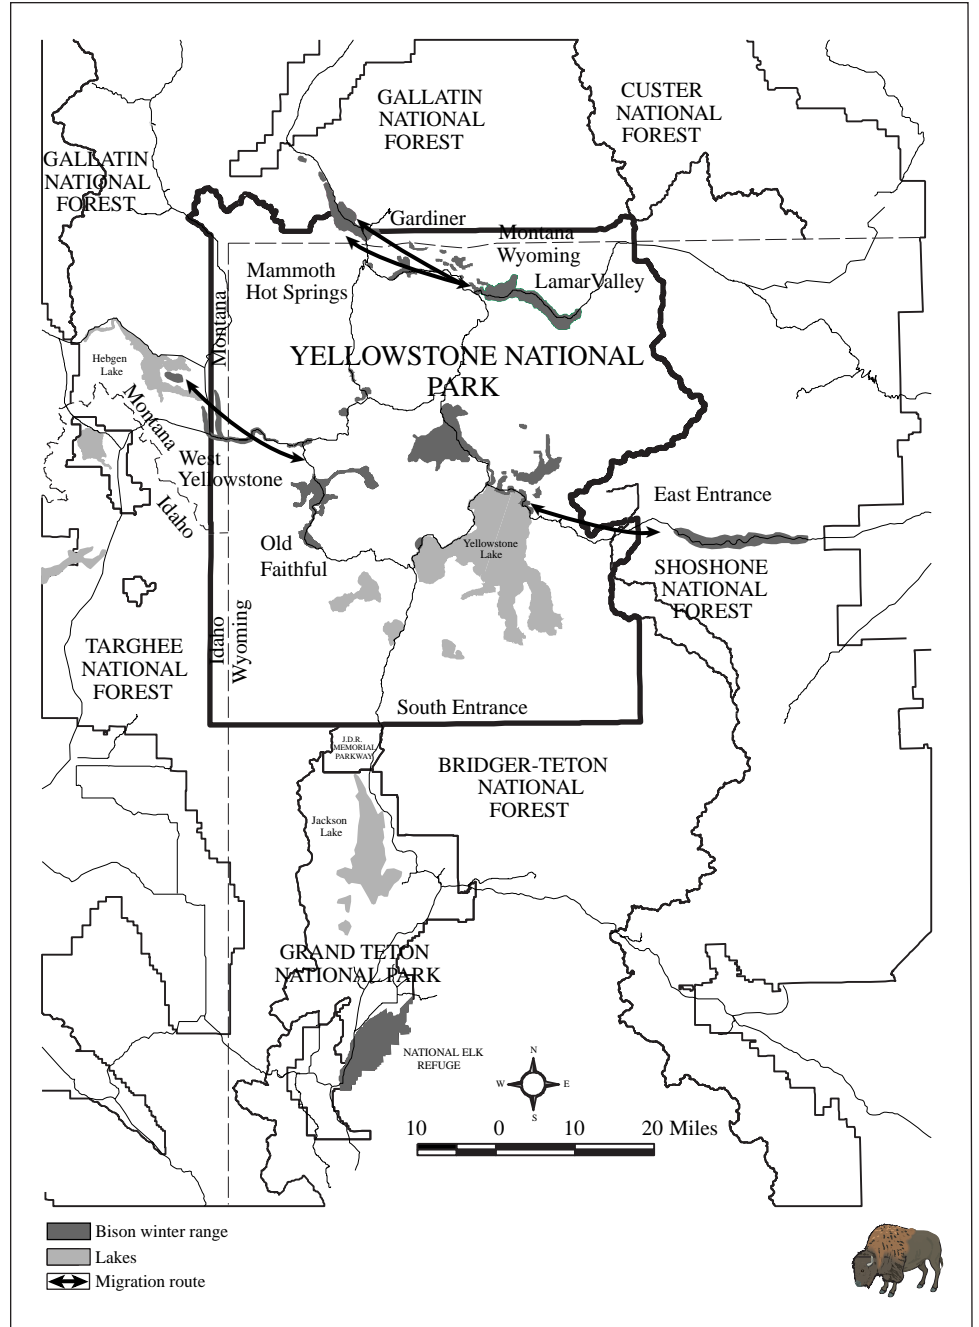 GALLATIN
NATIONAL
FOREST
CUSTER
NATIONAL
FOREST
GALLATIN
NATIONAL
FOREST
Gardiner
Montana
Wyoming
Mammoth
Hot Springs
LamarValley
Montana
Hebgen
Lake
YELLOWSTONE NATIONAL
PARK
Montana
Idaho
West
Yellowstone
East Entrance
Old
Faithful
Yellowstone
Lake
SHOSHONE
NATIONAL
FOREST
Idaho
Wyoming
TARGHEE
NATIONAL
FOREST
South Entrance
J.D.R.
MEMORIAL
PARKWAY
BRIDGER-TETON
NATIONAL
FOREST
Jackson
Lake
GRAND TETON
NATIONAL PARK
NATIONAL ELK
REFUGE
N
W E
S
10 0 10 20 Miles
Bison winter range
Lakes
Migration route